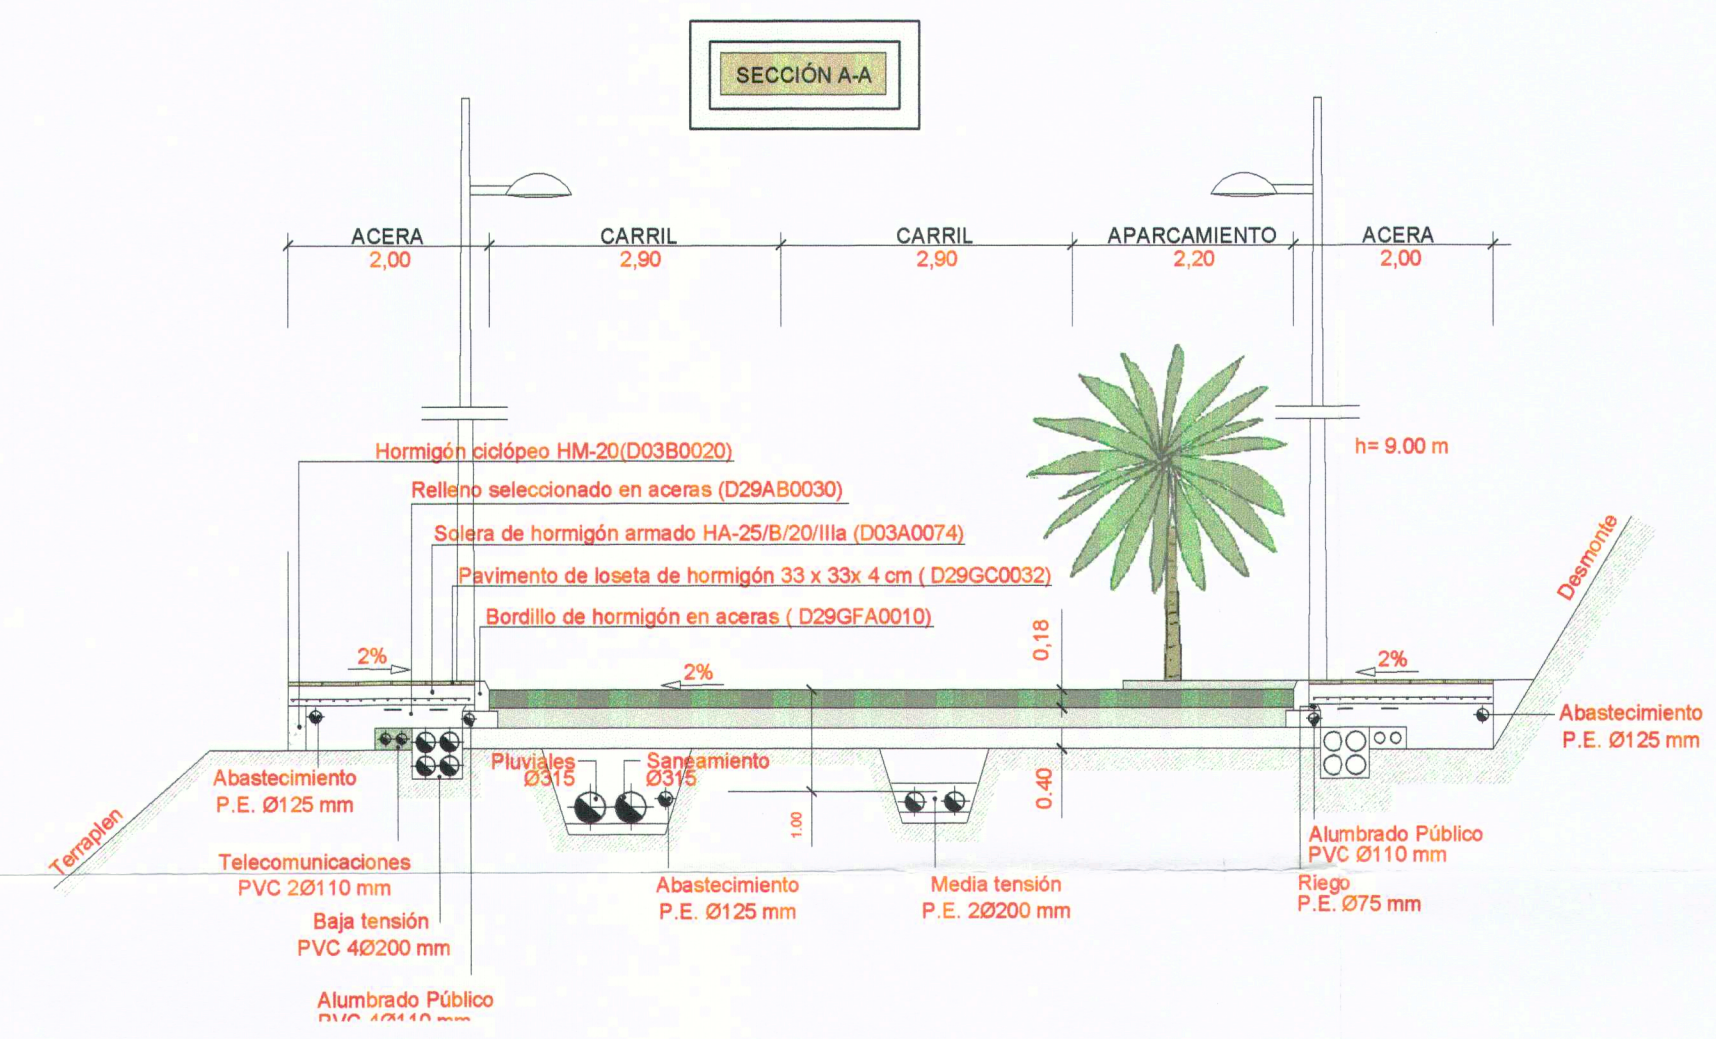 SECCIÓN A-A
ACERA
2,00
CARRIL
2,90
CARRIL
2,90
APARCAMIENTO
2,20
ACERA
2,00
Hormigón ciclópeo HM-20(D03B0020)
h= 9.00 m
Relleno seleccionado en aceras (D29AB0030)
Solera de hormigón armado HA-25/B/20/IIIa (D03A0074)
Pavimento de loseta de hormigón 33 x 33x 4 cm ( D29GC0032)
Bordillo de hormigón en aceras ( D29GFA0010)
Desmonte
0,18
2%
2%
2%
Abastecimiento
P.E. Ø125 mm
Pluviales
Ø315
Saneamiento
Ø315
Abastecimiento
P.E. Ø125 mm
0.40
1.00
Terraplen
Telecomunicaciones
PVC 2Ø110 mm
Baja tensión
PVC 4Ø200 mm
Abastecimiento
P.E. Ø125 mm
Media tensión
P.E. 2Ø200 mm
Alumbrado Público
PVC Ø110 mm
Riego
P.E. Ø75 mm
Alumbrado Público
PVC 4Ø110 mm